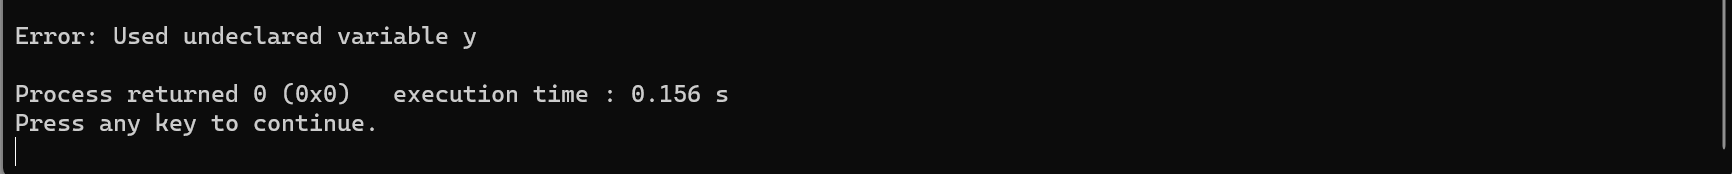 Error: Used undeclared variable y
Process returned 0 (0x0)   execution time : 0.156 s
Press any key to continue.